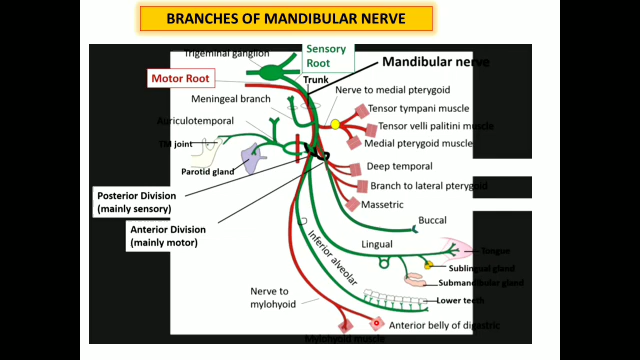 BRANCHES OF MANDIBULAR NERVE
Trigeminal ganglion
Sensory
Root
Mandibular nerve
Motor Root
Trunk
Nerve to medial pterygoid
Meningeal branch
Tensor tympani muscle
Auriculotemporal
Tensor velli palitini muscle
TM joint
Medial pterygoid muscle
Parotid gland
Deep temporal
Branch to lateral pterygoid
Posterior Division
(mainly sensory)
Massetric
Buccal
Anterior Division
(mainly motor)
Inferior alveolar
Lingual
Tongue
Sublingual gland
Submandibular gland
Nerve to
mylohyoid
Lower teeth
Anterior belly of digastric
Mylohyoid muscle